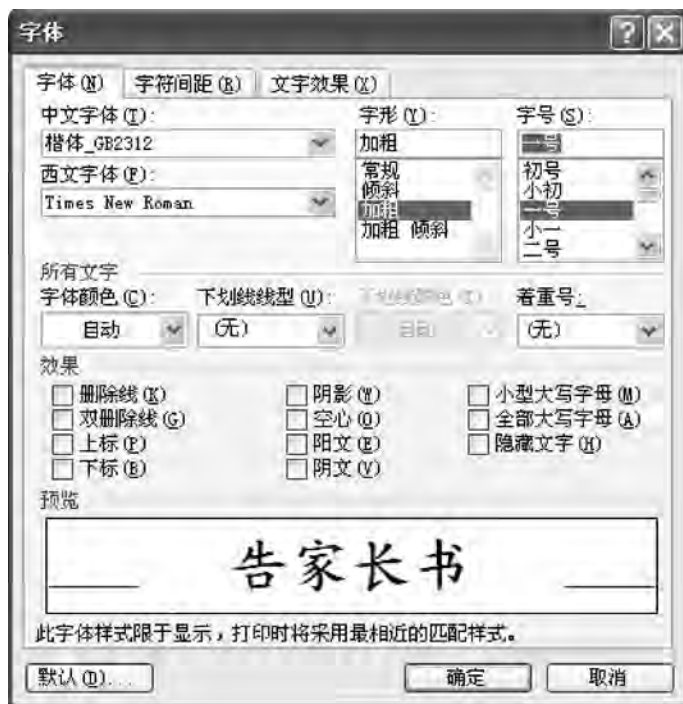 字体
字体(N) 字符间距(R) 文字效果(X)
中文字体(T): 字形(Y): 字号(S):
楷体_GB2312 加粗 一号
西文字体(F): 常规 初号
Times New Roman 倾斜 小初
加粗 一号
加粗 倾斜 小一
二号
所有文字
字体颜色(C): 下划线线型(U): 下划线颜色(I) 着重号:
自动 (无) 自动 (无)
效果
删除线(K) 阴影(W) 小型大写字母(M)
双删除线(G) 空心(O) 全部大写字母(A)
上标(P) 阳文(E) 隐藏文字(H)
下标(B) 阴文(V)
预览
告家长书
此字体样式限于显示，打印时将采用最相近的匹配样式。
默认(D)... 确定 取消